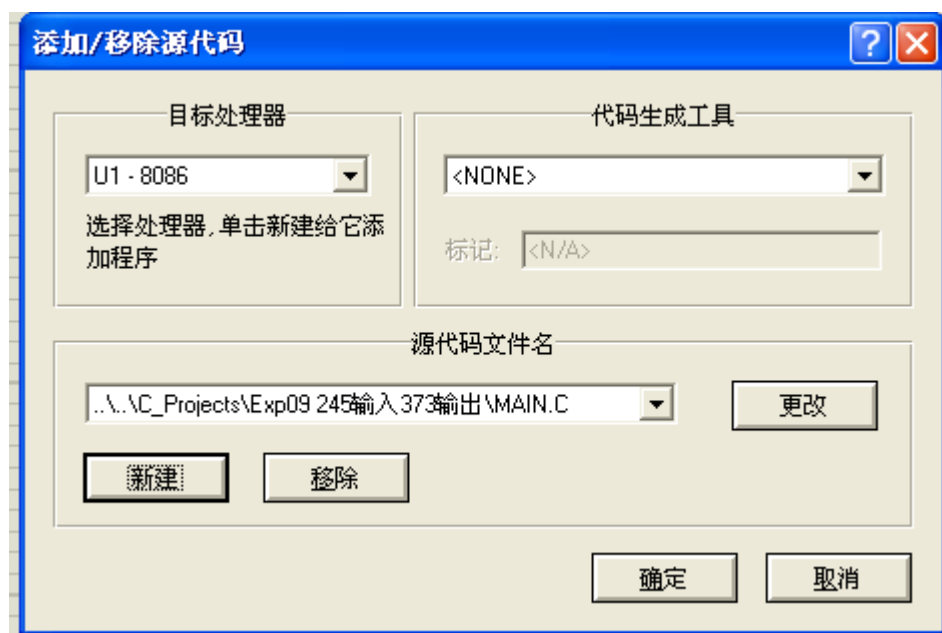 添加/移除源代码
目标处理器
U1 - 8086
选择处理器,单击新建给它添
加程序
代码生成工具
<NONE>
标记:
<N/A>
源代码文件名
..\..\C_Projects\Exp09 245输入373输出\MAIN.C
更改
新建
移除
确定
取消